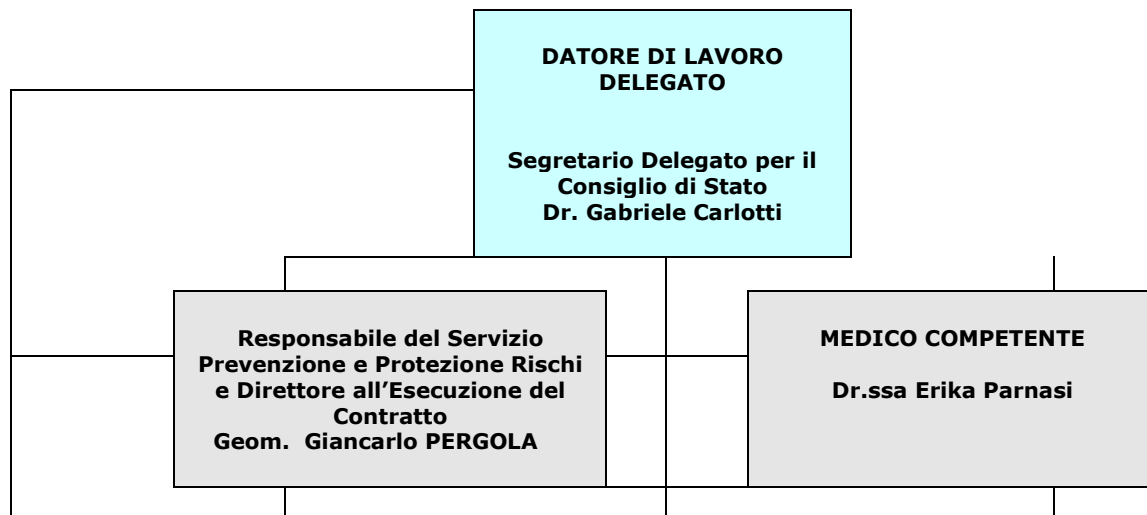 DATORE DI LAVORO
DELEGATO
Segretario Delegato per il
Consiglio di Stato
Dr. Gabriele Carlotti
Responsabile del Servizio
Prevenzione e Protezione Rischi
e Direttore all’Esecuzione del
Contratto
Geom. Giancarlo PERGOLA
MEDICO COMPETENTE
Dr.ssa Erika Parnasi